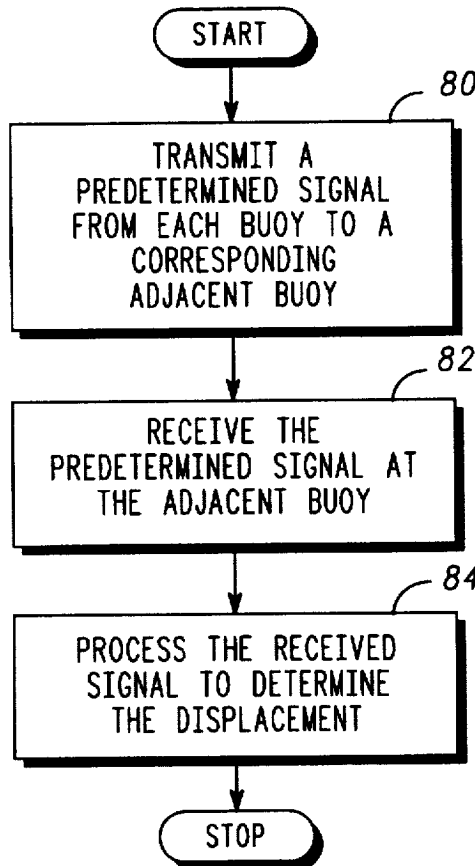 START
80
TRANSMIT A
PREDETERMINED SIGNAL
FROM EACH BUOY TO A
CORRESPONDING
ADJACENT BUOY
82
RECEIVE THE
PREDETERMINED SIGNAL AT
THE ADJACENT BUOY
84
PROCESS THE RECEIVED
SIGNAL TO DETERMINE
THE DISPLACEMENT
STOP